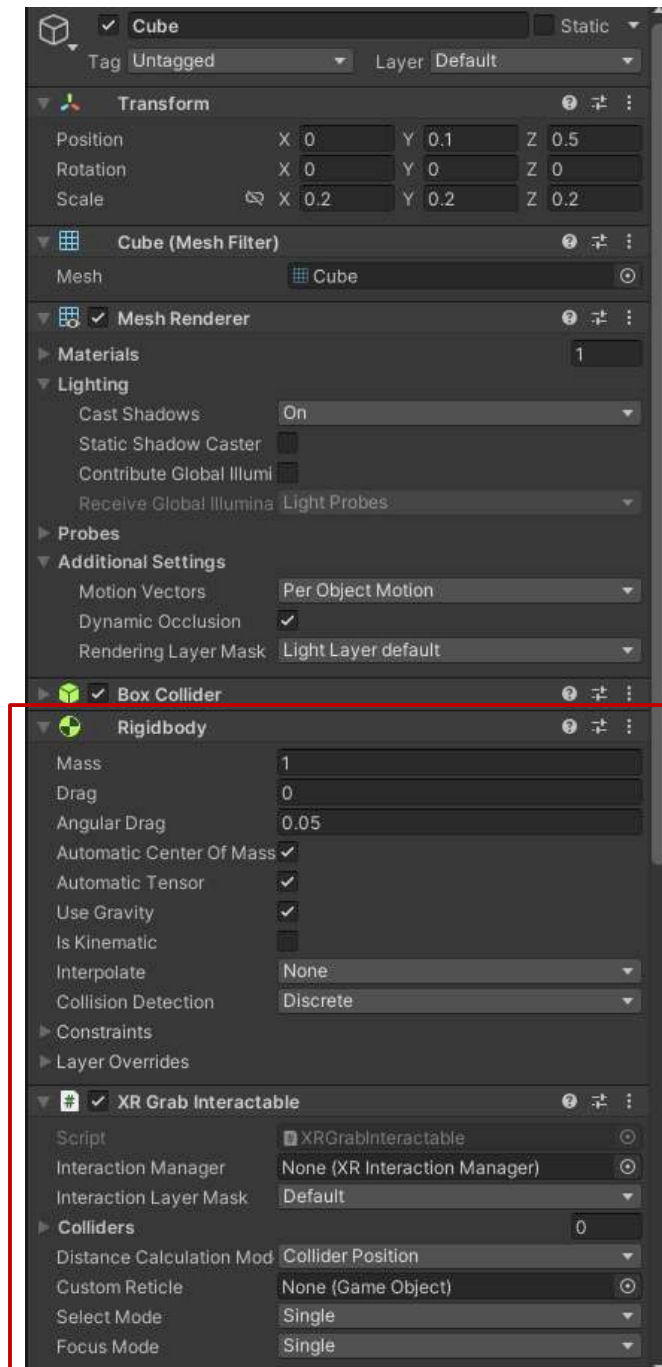 Cube Static
Tag Untagged Layer Default
Transform
Position X 0 Y 0.1 Z 0.5
Rotation X 0 Y 0 Z 0
Scale X 0.2 Y 0.2 Z 0.2
Cube (Mesh Filter)
Mesh Cube
Mesh Renderer
Materials 1
Lighting
Cast Shadows On
Static Shadow Caster
Contribute Global Illumi
Receive Global Illumina Light Probes
Probes
Additional Settings
Motion Vectors Per Object Motion
Dynamic Occlusion
Rendering Layer Mask Light Layer default
Box Collider
Rigidbody
Mass 1
Drag 0
Angular Drag 0.05
Automatic Center Of Mass
Automatic Tensor
Use Gravity
Is Kinematic
Interpolate None
Collision Detection Discrete
Constraints
Layer Overrides
# XR Grab Interactable
Script XRGrabInteractable
Interaction Manager None (XR Interaction Manager)
Interaction Layer Mask Default
Colliders 0
Distance Calculation Mod Collider Position
Custom Reticle None (Game Object)
Select Mode Single
Focus Mode Single